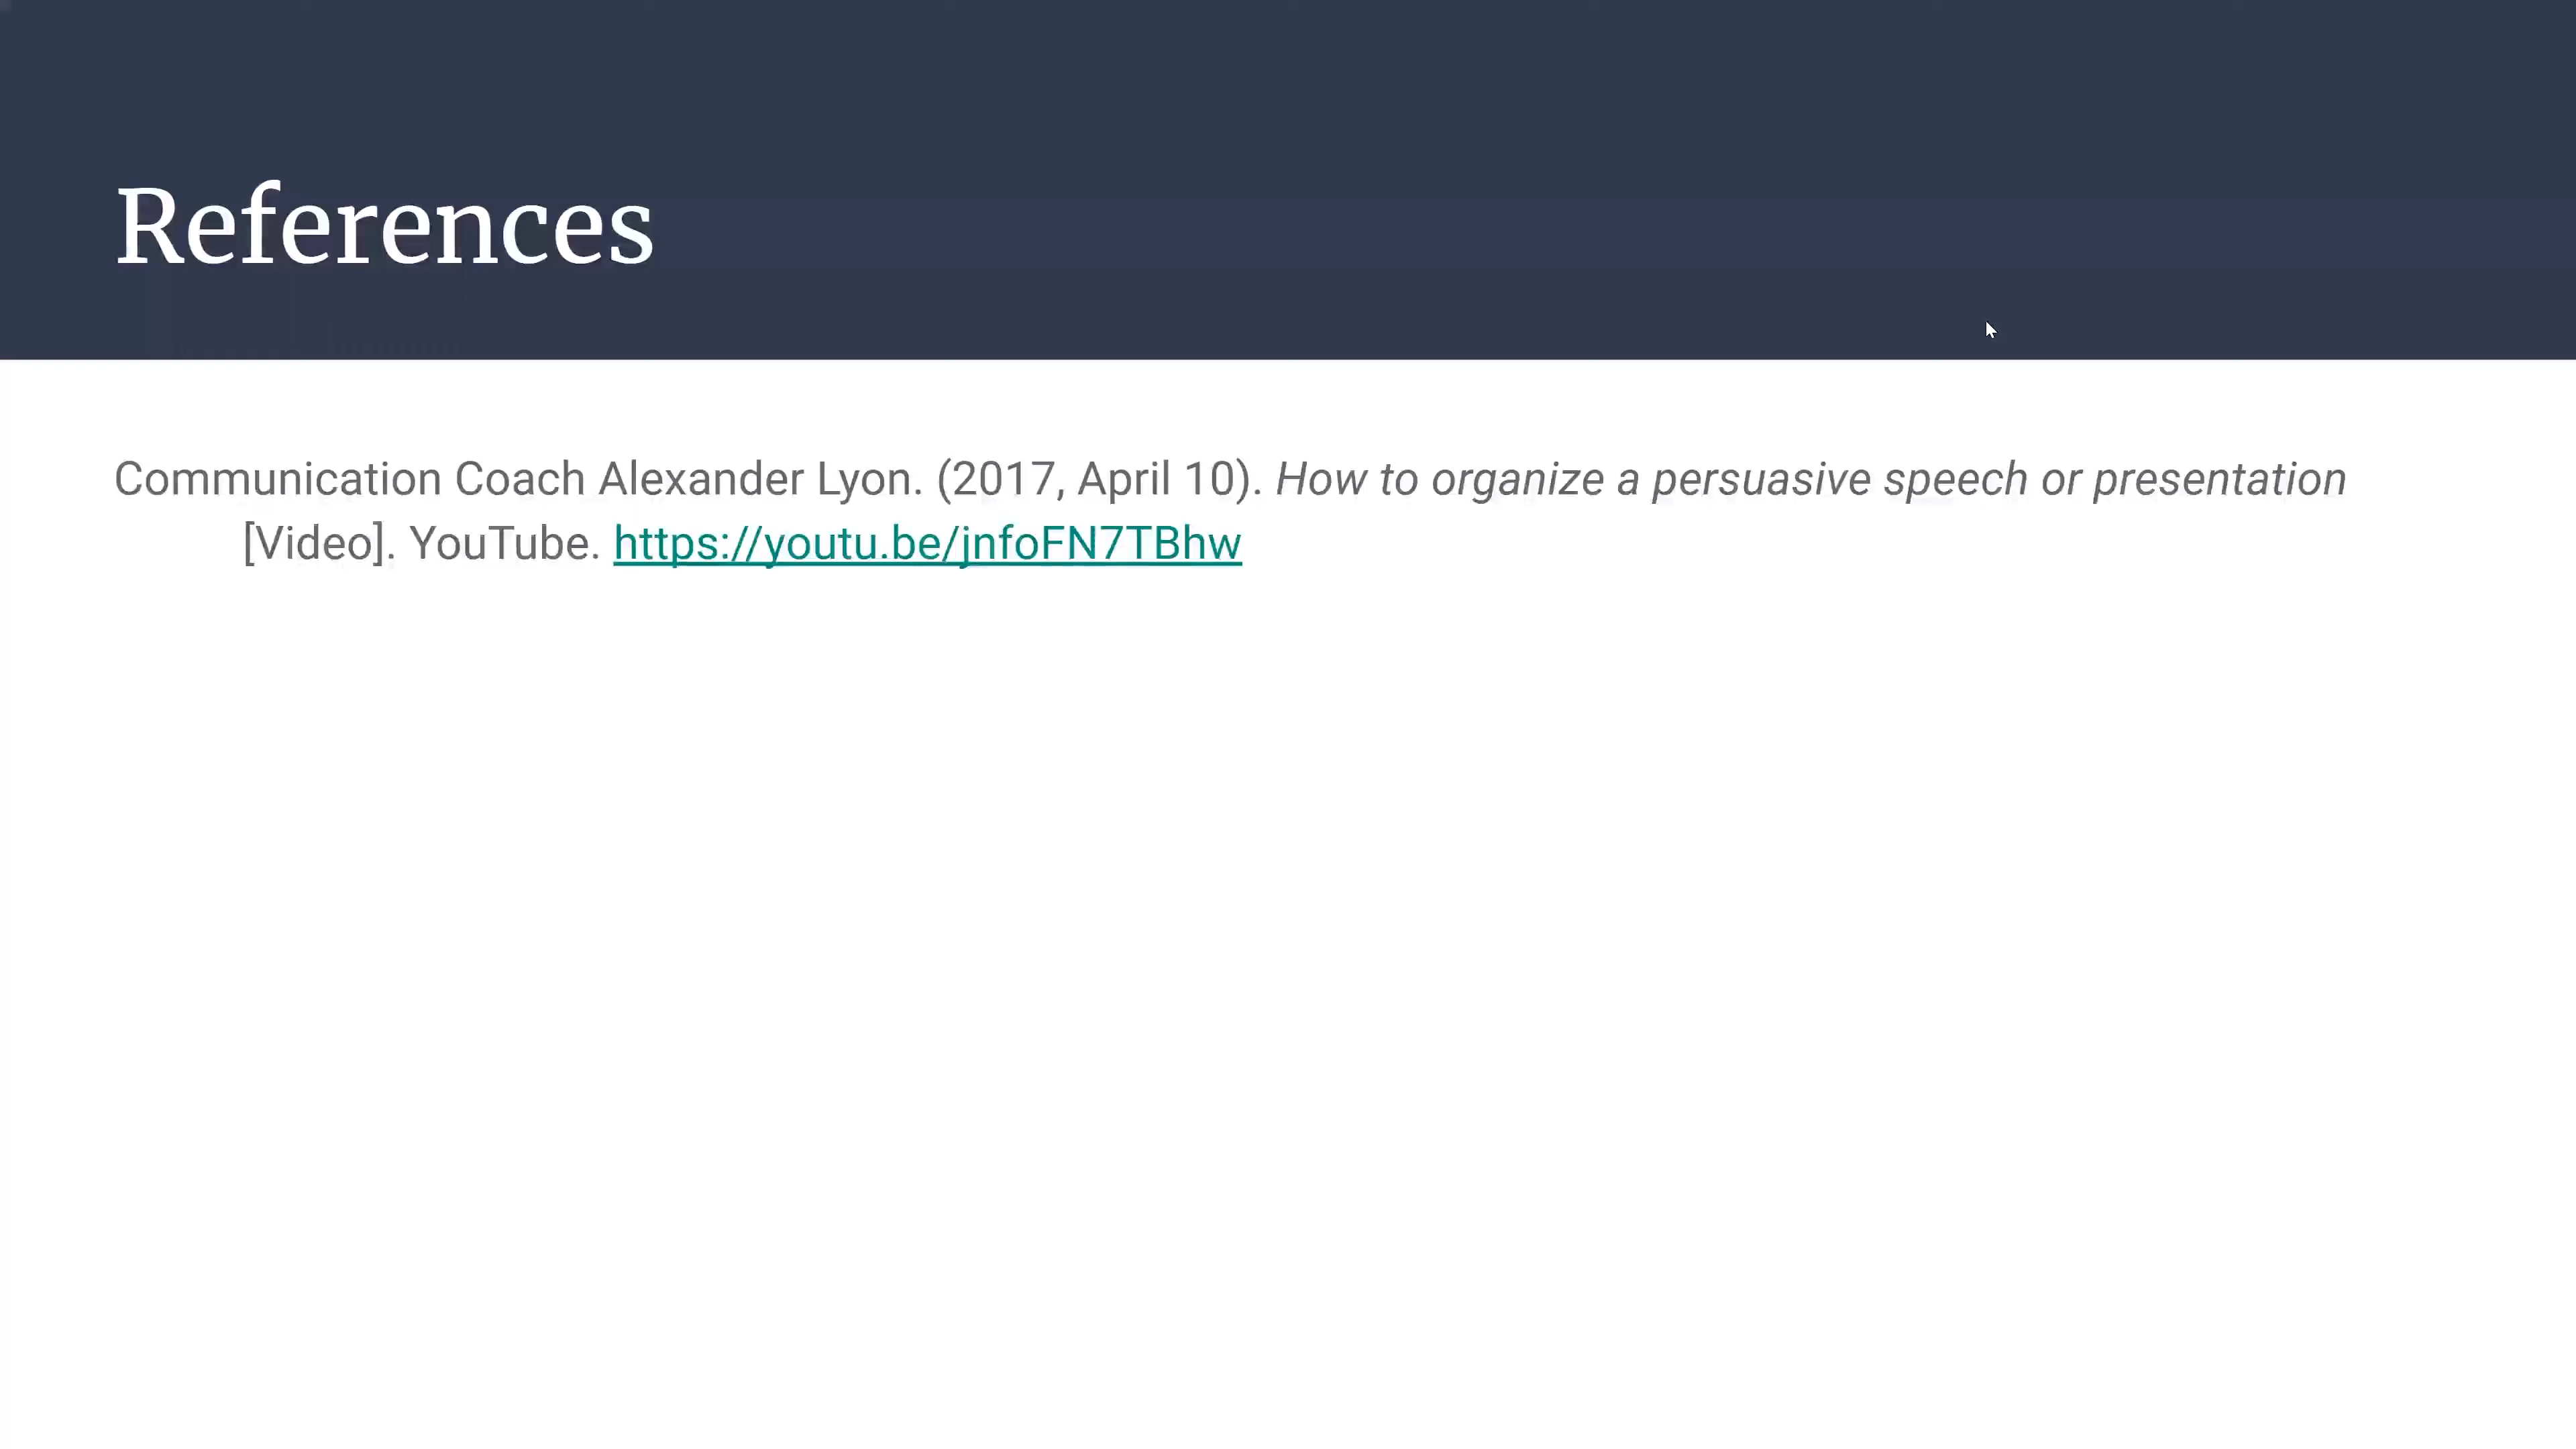 References
Communication Coach Alexander Lyon. (2017, April 10). How to organize a persuasive speech or presentation
[Video]. YouTube. https://youtu.be/jnfoFN7TBhw